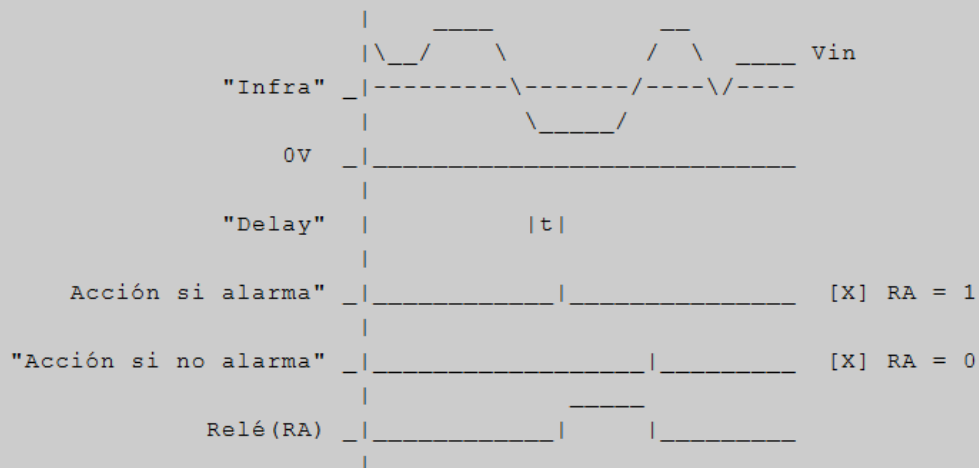 Vin
"Infra"
0V
"Delay" |t|
Acción si alarma" [X] RA = 1
"Acción si no alarma" [X] RA = 0
Relé(RA)